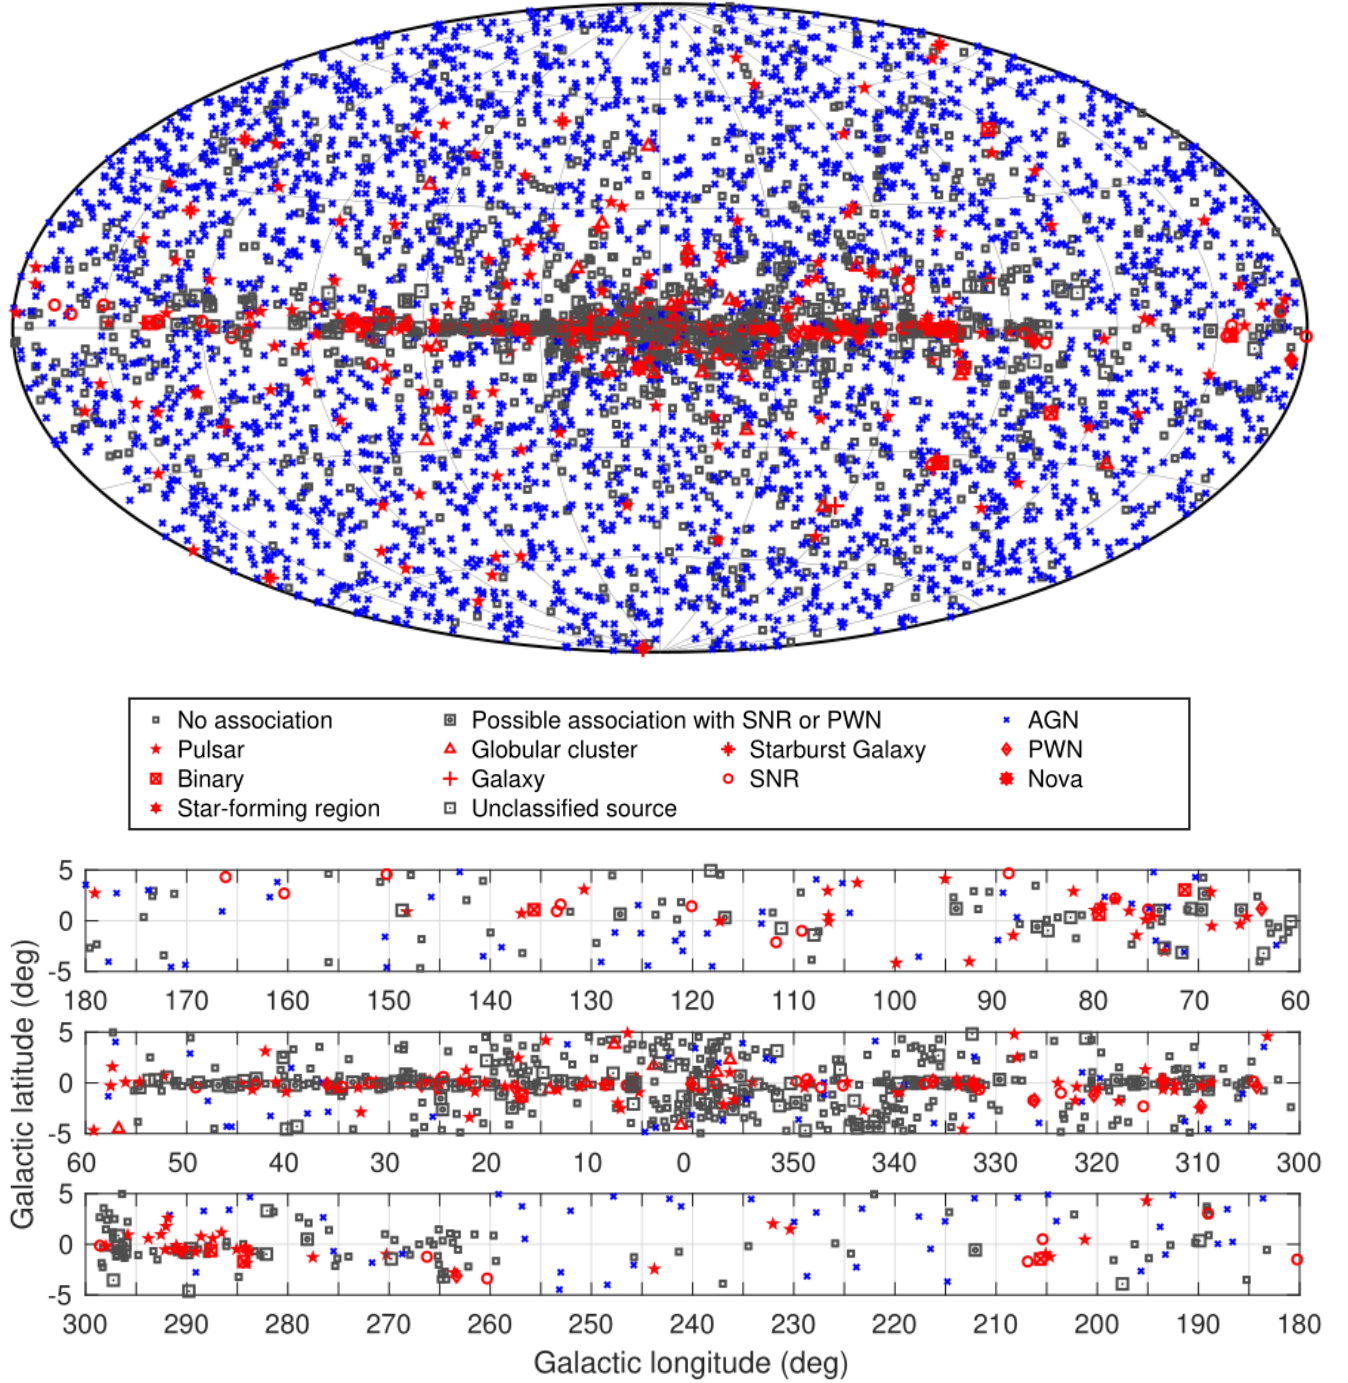 No association
Possible association with SNR or PWN
AGN
Pulsar
Globular cluster
Starburst Galaxy
PWN
Binary
Galaxy
SNR
Nova
Star-forming region
Unclassified source
Galactic latitude (deg)
5
0
-5
180 170 160 150 140 130 120 110 100 90 80 70 60
5
0
-5
60 50 40 30 20 10 0 350 340 330 320 310 300
5
0
-5
300 290 280 270 260 250 240 230 220 210 200 190 180
Galactic longitude (deg)